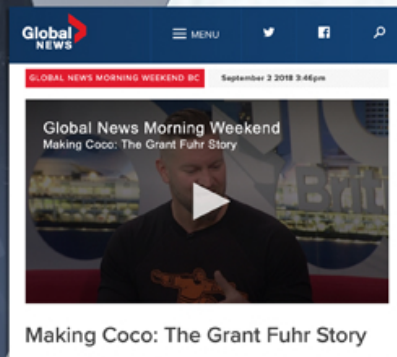 Global
NEWS
MENU
GLOBAL NEWS MORNING WEEKEND BC
September 2 2018 3:46pm
Global News Morning Weekend
Making Coco: The Grant Fuhr Story
Brit
Making Coco: The Grant Fuhr Story